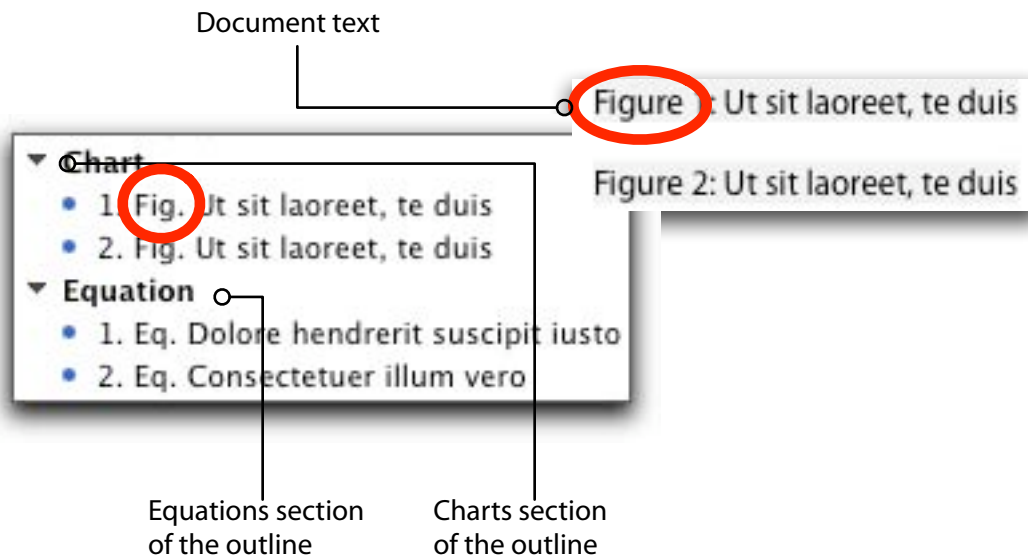 Document text
Figure 1: Ut sit laoreet, te duis
Figure 2: Ut sit laoreet, te duis
Chart
1. Fig. Ut sit laoreet, te duis
2. Fig. Ut sit laoreet, te duis
Equation
1. Eq. Dolore hendrerit suscipit iusto
2. Eq. Consectetuer illum vero
Equations section
of the outline
Charts section
of the outline